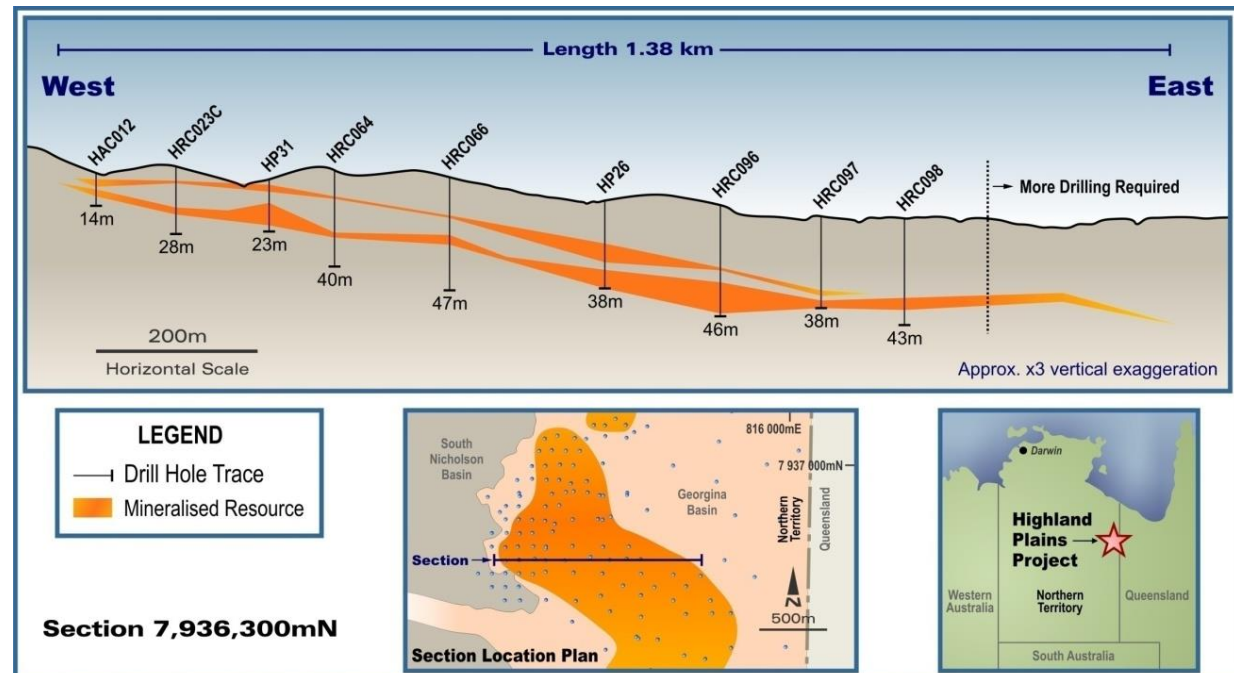 Length 1.38 km
West
East
HAC012
HRC023C
HP31
HRC064
HRC066
HP26
HRC096
HRC097
HRC098
More Drilling Required
14m
28m
23m
40m
47m
38m
46m
38m
43m
200m
Horizontal Scale
Approx. x3 vertical exaggeration
LEGEND
Drill Hole Trace
Mineralised Resource
Section 7,936,300mN
South
Nicholson
Basin
816 000mE
7 937 000mN
Georgina
Basin
Northern
Territory
Queensland
Section
N
500m
Section Location Plan
Darwin
Highland
Plains
Project
Western
Australia
Northern
Territory
Queensland
South Australia